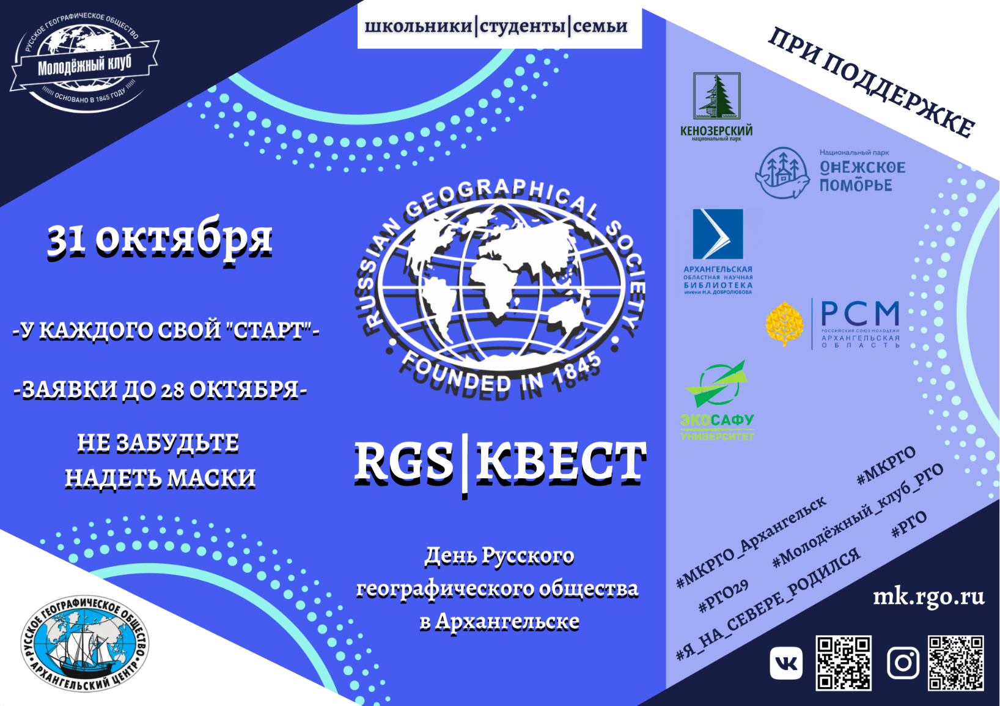 РУССКОЕ ГЕОГРАФИЧЕСКОЕ ОБЩЕСТВО
Молодёжный клуб
ОСНОВАНО В 1845 ГОДУ
школьники|студенты|семьи
ПРИ ПОДДЕРЖКЕ
КЕНОЗЕРСКИЙ
национальный парк
Национальный парк
ОНЕЖСКОЕ
ПОМОРЬЕ
31 октября
RUSSIAN GEOGRAPHICAL SOCIETY
• FOUNDED IN 1845 •
АРХАНГЕЛЬСКАЯ
ОБЛАСТНАЯ НАУЧНАЯ
БИБЛИОТЕКА
имени Н.А. ДОБРОЛЮБОВА
РСМ
РОССИЙСКИЙ СОЮЗ МОЛОДЕЖИ
АРХАНГЕЛЬСКАЯ
ОБЛАСТЬ
-У КАЖДОГО СВОЙ "СТАРТ"-
-ЗАЯВКИ ДО 28 ОКТЯБРЯ-
НЕ ЗАБУДЬТЕ
НАДЕТЬ МАСКИ
ЭКОСАФУ
УНИВЕРСИТЕТ
RGS|КВЕСТ
День Русского
географического общества
в Архангельске
#МКРГО_Архангельск
#МКРГО
#РГО29
#Молодёжный_клуб_РГО
#Я_НА_СЕВЕРЕ_РОДИЛСЯ
#РГО
mk.rgo.ru
РУССКОЕ ГЕОГРАФИЧЕСКОЕ ОБЩЕСТВО
• АРХАНГЕЛЬСКИЙ ЦЕНТР •